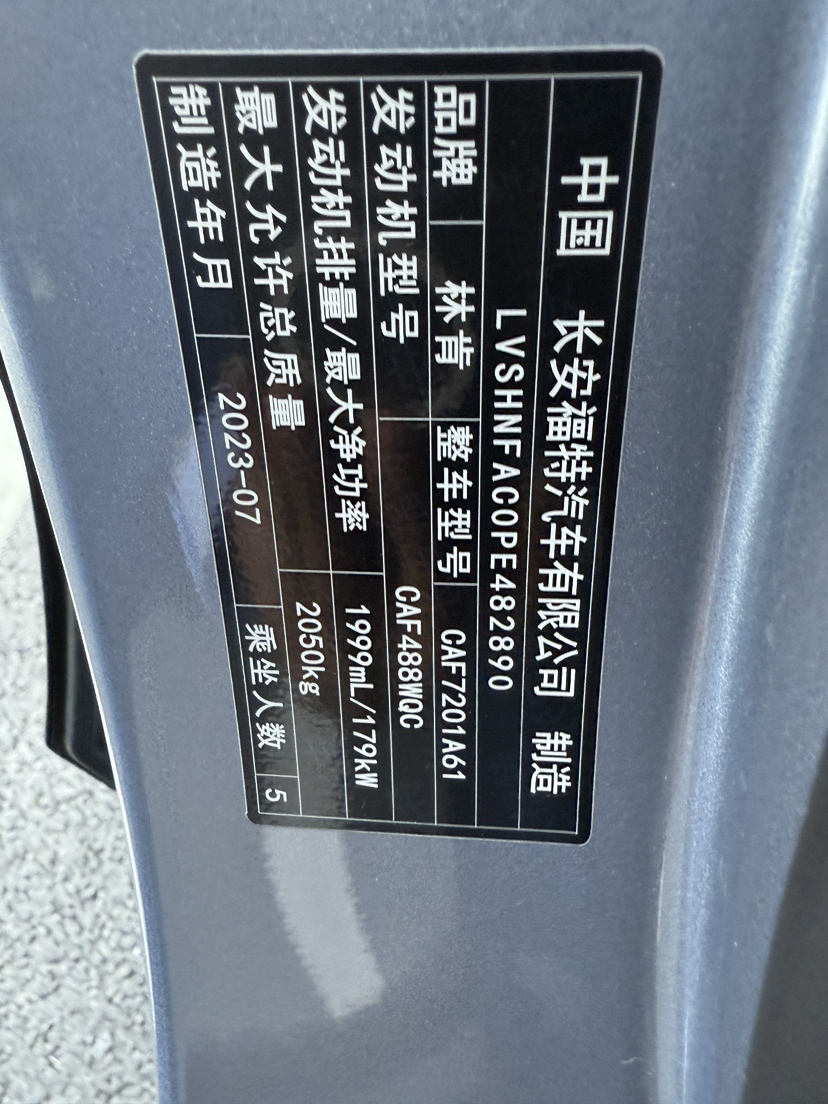 中国 长安福特汽车有限公司 制造
LVSHNFAC0PE482890
品牌 林肯 整车型号 CAF7201A61
发动机型号 CAF488WQC
发动机排量/最大净功率 1999mL/179kW
最大允许总质量 2050kg
制造年月 2023-07 乘坐人数 5